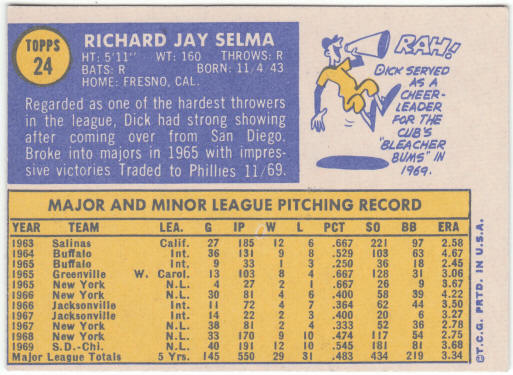 TOPPS
24
RICHARD JAY SELMA
HT: 5'11" WT: 160 THROWS: R
BATS: R BORN: 11/4/43
HOME: FRESNO, CAL.
Regarded as one of the hardest throwers
in the league, Dick had strong showing
after coming over from San Diego.
Broke into majors in 1965 with impres-
sive victories Traded to Phillies 11/69.
RAH!
DICK SERVED
AS A
CHEER-
LEADER
FOR THE
CUB'S
"BLEACHER
BUMS" IN
1969.
MAJOR AND MINOR LEAGUE PITCHING RECORD
YEAR TEAM LEA. G IP W L PCT SO BB ERA
1963 Salinas Calif. 27 185 12 6 .667 221 97 2.58
1964 Buffalo Int. 36 131 9 8 .529 103 63 4.67
1965 Buffalo Int. 9 33 1 3 .250 36 18 2.45
1965 Greenville W. Carol. 13 103 8 4 .667 128 31 3.06
1965 New York N.L. 4 27 2 1 .667 26 9 3.67
1966 New York N.L. 30 81 4 6 .400 58 39 4.22
1966 Jacksonville Int. 11 72 4 7 .364 62 44 3.50
1967 Jacksonville Int. 14 22 2 3 .400 20 6 3.27
1967 New York N.L. 38 81 2 4 .333 52 36 2.78
1968 New York N.L. 33 170 9 10 .474 117 54 2.75
1969 S.D.-Chi. N.L. 40 191 12 10 .545 181 81 3.68
Major League Totals 5 Yrs. 145 550 29 31 .483 434 219 3.34
©T.C.G. PRTD. IN U.S.A.